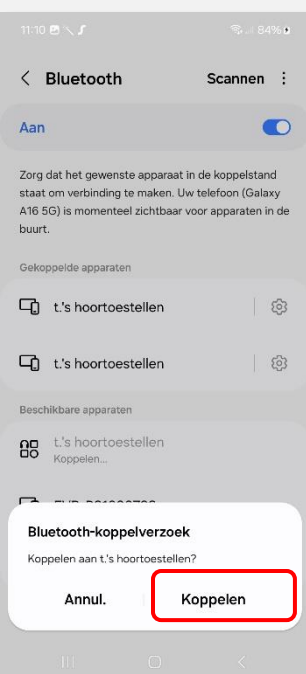 11:10 84%
Bluetooth Scannen
Aan
Zorg dat het gewenste apparaat in de koppelstand
staat om verbinding te maken. Uw telefoon (Galaxy
A16 5G) is momenteel zichtbaar voor apparaten in de
buurt.
Gekoppelde apparaten
t.'s hoortoestellen
t.'s hoortoestellen
Beschikbare apparaten
t.'s hoortoestellen
Koppelen...
Bluetooth-koppelverzoek
Koppelen aan t.'s hoortoestellen?
Annul. Koppelen